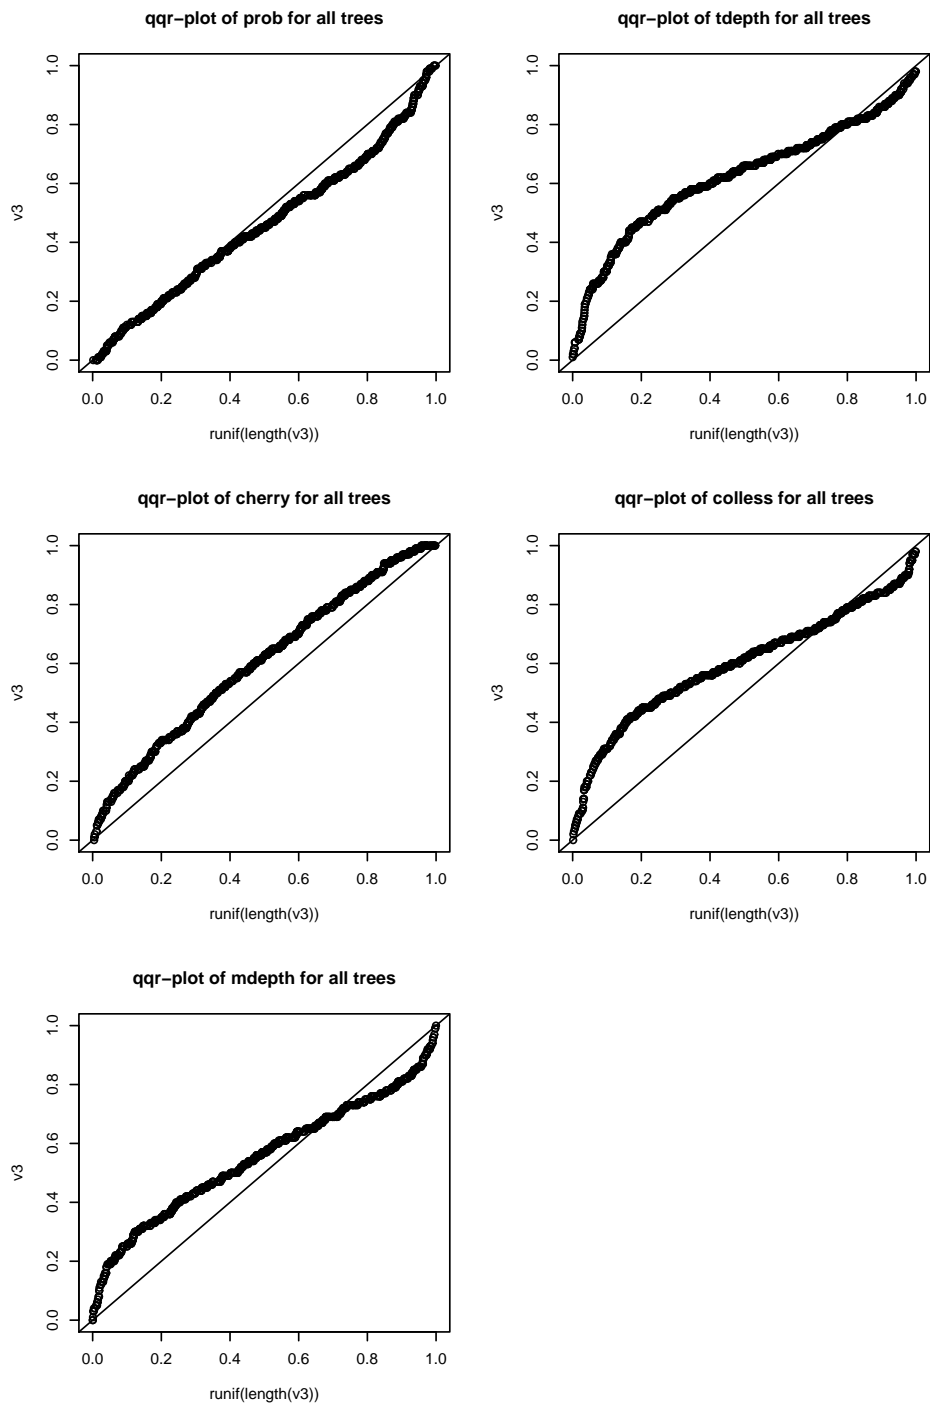 qqr−plot of prob for all trees
v3
0.0 0.2 0.4 0.6 0.8 1.0
0.0 0.2 0.4 0.6 0.8 1.0
runif(length(v3))
qqr−plot of tdepth for all trees
v3
0.0 0.2 0.4 0.6 0.8 1.0
0.0 0.2 0.4 0.6 0.8 1.0
runif(length(v3))
qqr−plot of cherry for all trees
v3
0.0 0.2 0.4 0.6 0.8 1.0
0.0 0.2 0.4 0.6 0.8 1.0
runif(length(v3))
qqr−plot of colless for all trees
v3
0.0 0.2 0.4 0.6 0.8 1.0
0.0 0.2 0.4 0.6 0.8 1.0
runif(length(v3))
qqr−plot of mdepth for all trees
v3
0.0 0.2 0.4 0.6 0.8 1.0
0.0 0.2 0.4 0.6 0.8 1.0
runif(length(v3))